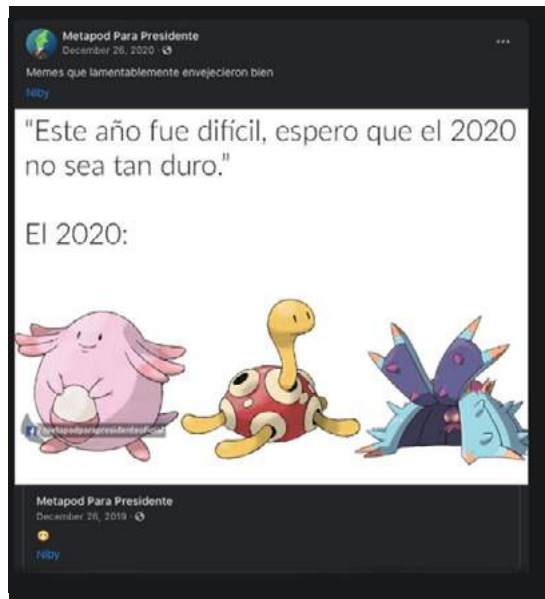 Metapod Para Presidente
December 26, 2020
Memes que lamentablemente envejecieron bien
Niby
“Este año fue difícil, espero que el 2020
no sea tan duro.”
El 2020:
f /metapodparapresidenteoficial
Metapod Para Presidente
December 26, 2019
Niby